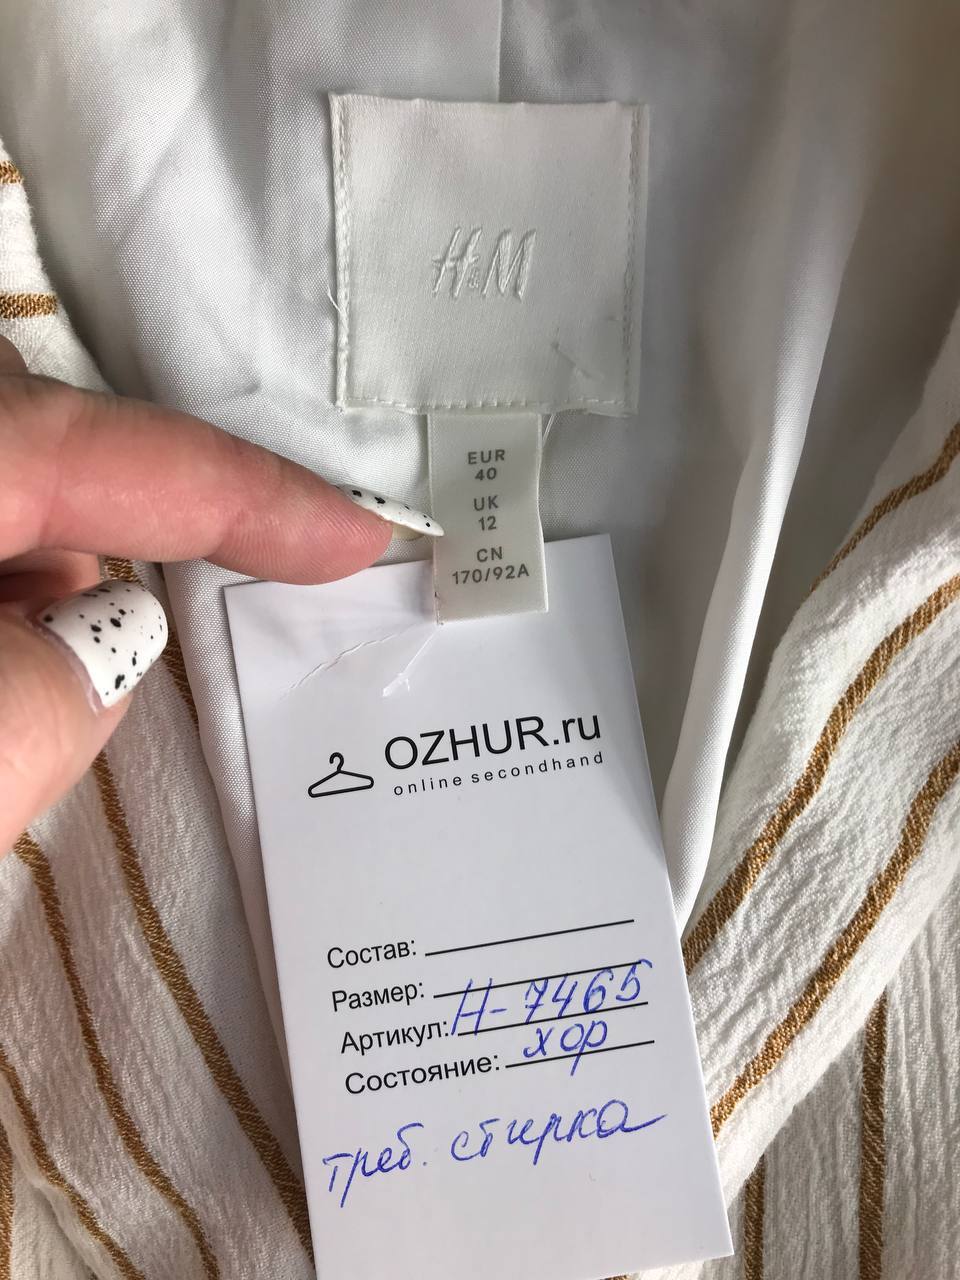 H&M
EUR
40
UK
12
CN
170/92A
OZHUR.ru
online secondhand
Состав:
Размер:
Артикул: Н-7465
Состояние: хор
треб. стирка